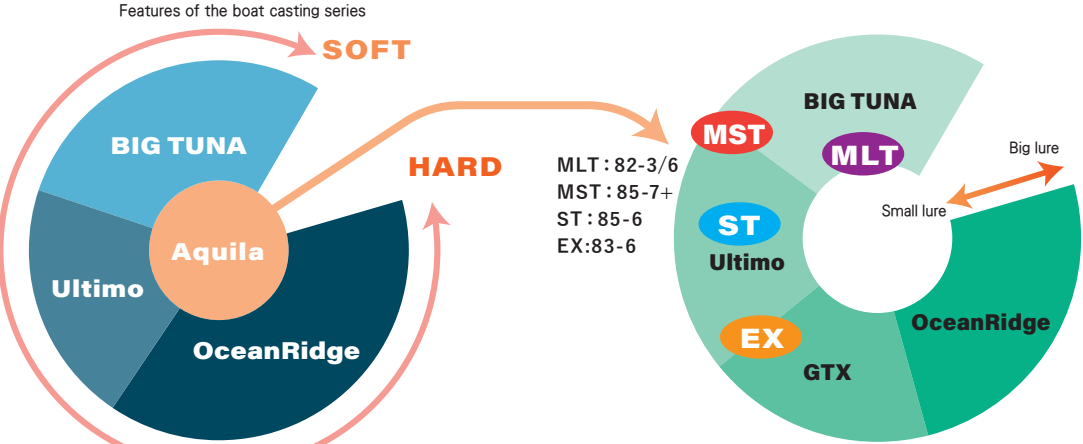 Features of the boat casting series
SOFT
BIG TUNA
HARD
Aquila
Ultimo
OceanRidge
MLT : 82-3/6
MST : 85-7+
ST : 85-6
EX:83-6
BIG TUNA
MST
MLT
Big lure
Small lure
ST
Ultimo
OceanRidge
EX
GTX